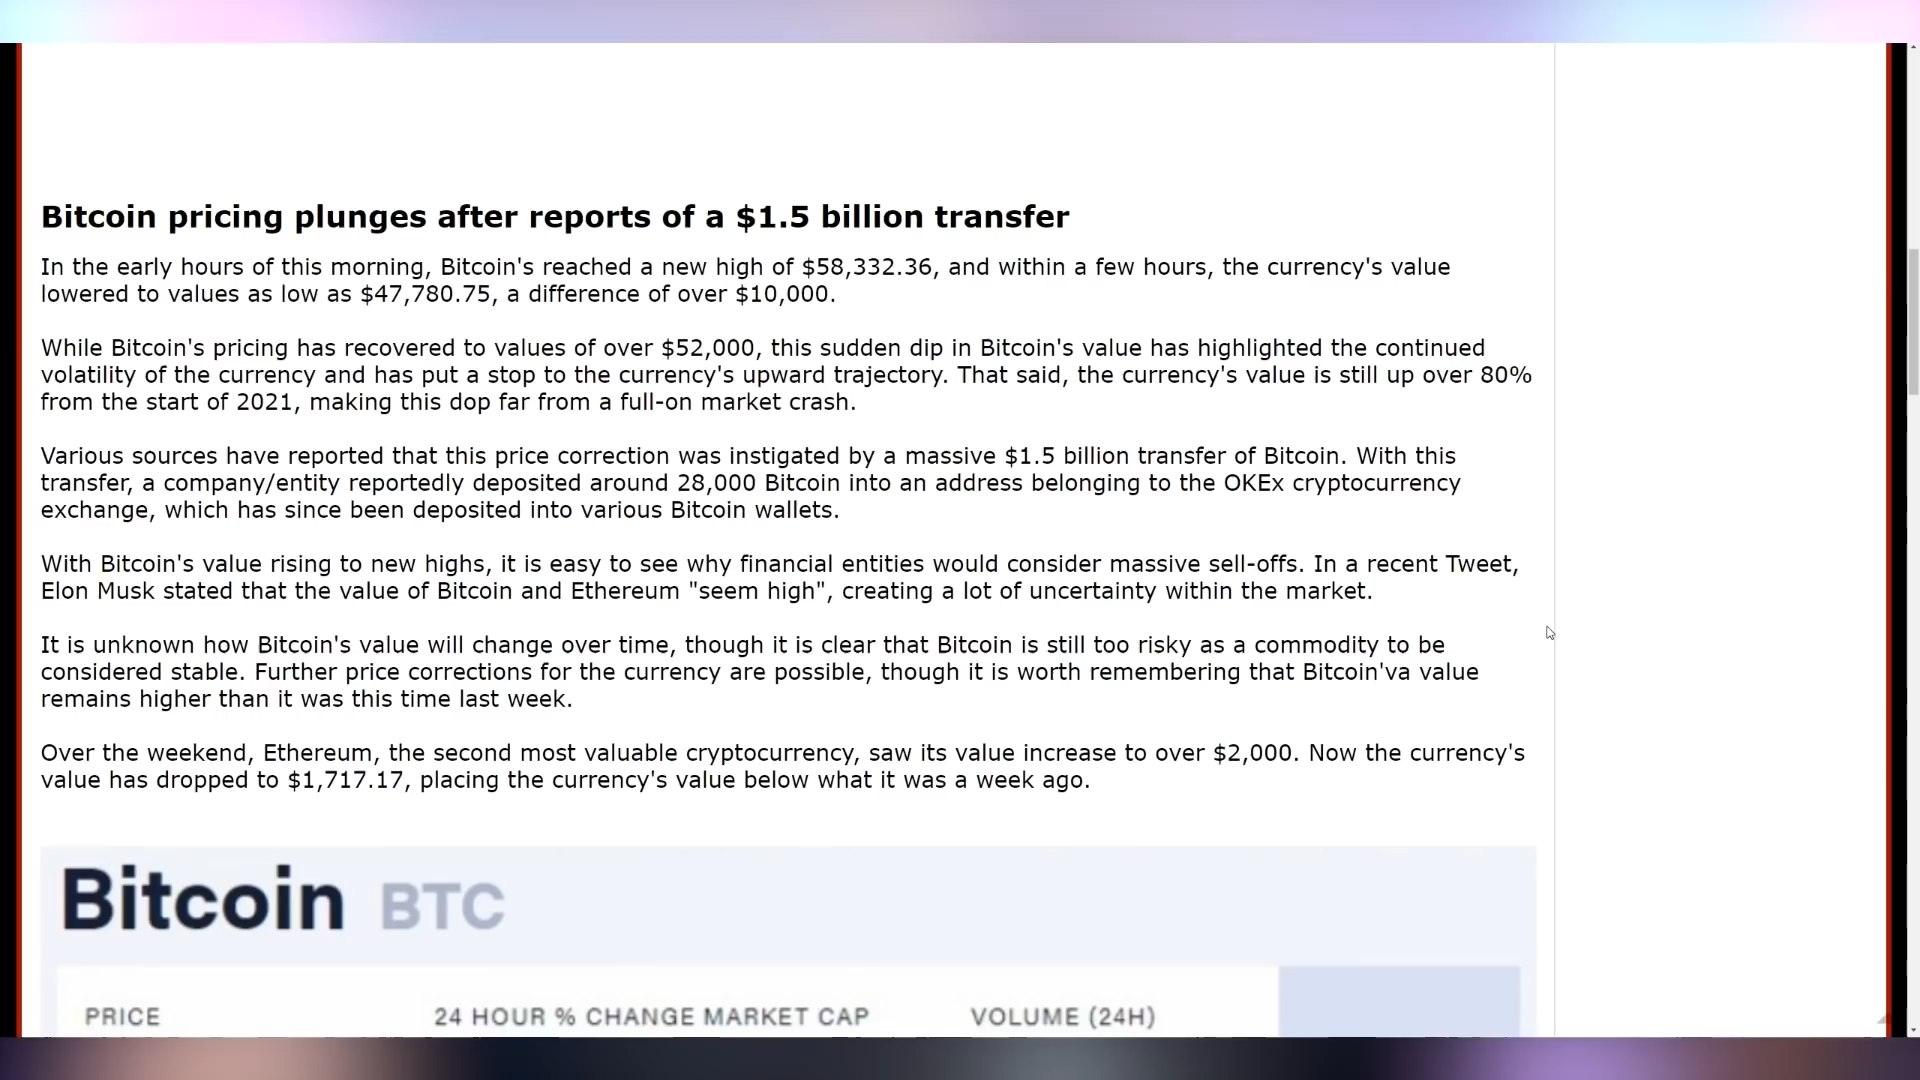 Bitcoin pricing plunges after reports of a $1.5 billion transfer
In the early hours of this morning, Bitcoin's reached a new high of $58,332.36, and within a few hours, the currency's value
lowered to values as low as $47,780.75, a difference of over $10,000.
While Bitcoin's pricing has recovered to values of over $52,000, this sudden dip in Bitcoin's value has highlighted the continued
volatility of the currency and has put a stop to the currency's upward trajectory. That said, the currency's value is still up over 80%
from the start of 2021, making this dop far from a full-on market crash.
Various sources have reported that this price correction was instigated by a massive $1.5 billion transfer of Bitcoin. With this
transfer, a company/entity reportedly deposited around 28,000 Bitcoin into an address belonging to the OKEx cryptocurrency
exchange, which has since been deposited into various Bitcoin wallets.
With Bitcoin's value rising to new highs, it is easy to see why financial entities would consider massive sell-offs. In a recent Tweet,
Elon Musk stated that the value of Bitcoin and Ethereum "seem high", creating a lot of uncertainty within the market.
It is unknown how Bitcoin's value will change over time, though it is clear that Bitcoin is still too risky as a commodity to be
considered stable. Further price corrections for the currency are possible, though it is worth remembering that Bitcoin'va value
remains higher than it was this time last week.
Over the weekend, Ethereum, the second most valuable cryptocurrency, saw its value increase to over $2,000. Now the currency's
value has dropped to $1,717.17, placing the currency's value below what it was a week ago.
Bitcoin BTC
PRICE 24 HOUR % CHANGE MARKET CAP VOLUME (24H)